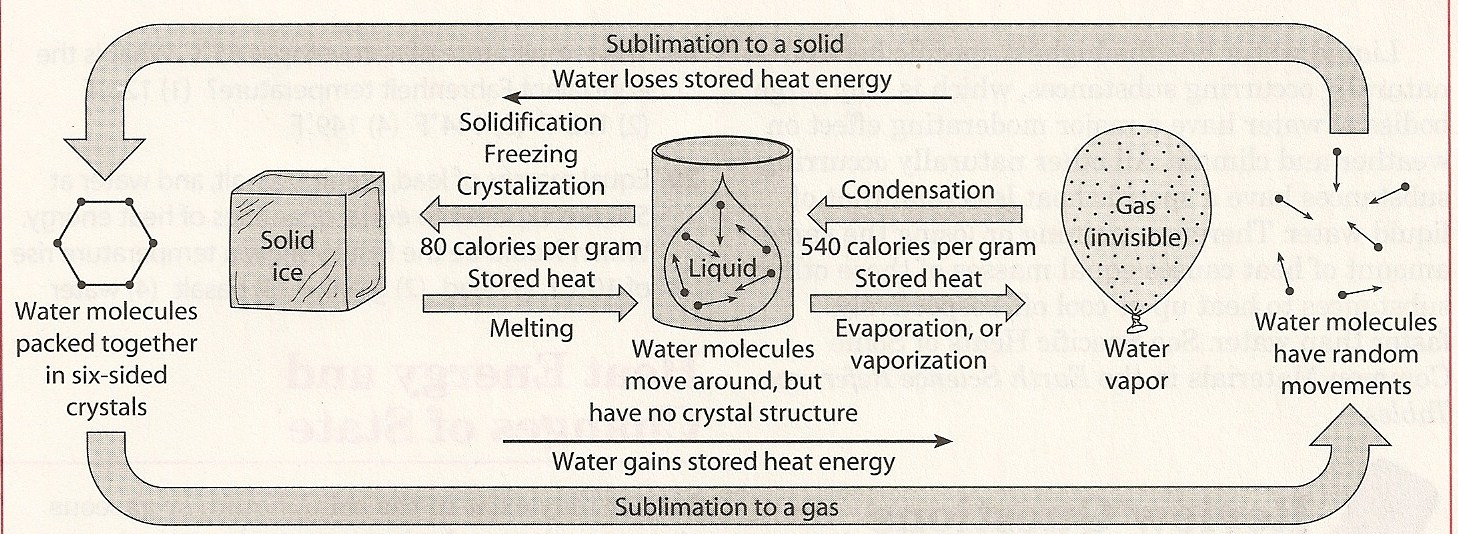 Sublimation to a solid
Water loses stored heat energy
Solidification
Freezing
Crystalization
80 calories per gram
Stored heat
Melting
Condensation
540 calories per gram
Stored heat
Evaporation, or
vaporization
Solid
ice
Liquid
Gas
(invisible)
Water molecules
packed together
in six-sided
crystals
Water molecules
move around, but
have no crystal structure
Water
vapor
Water molecules
have random
movements
Water gains stored heat energy
Sublimation to a gas